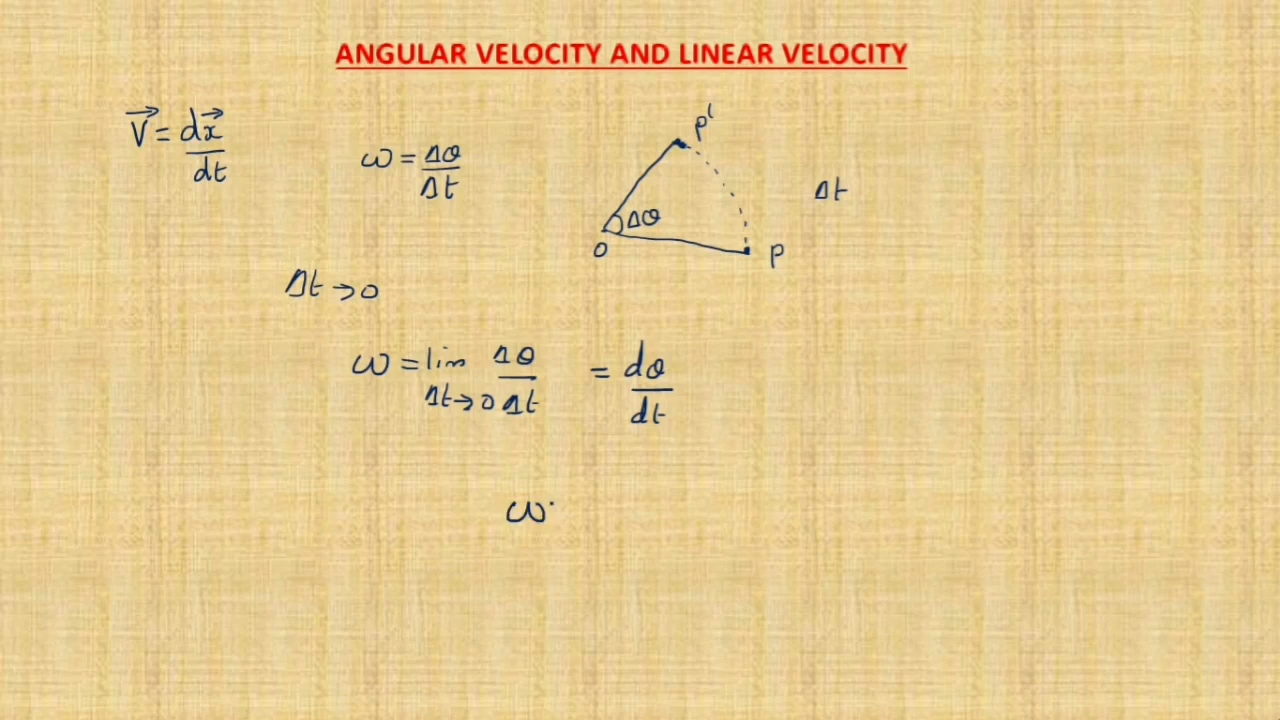 ANGULAR VELOCITY AND LINEAR VELOCITY
V⃗ = dx⃗/dt
ω = Δθ/Δt
P'
Δt
Δθ
O
P
Δt → 0
ω = lim Δt→0 Δθ/Δt = dθ/dt
ω